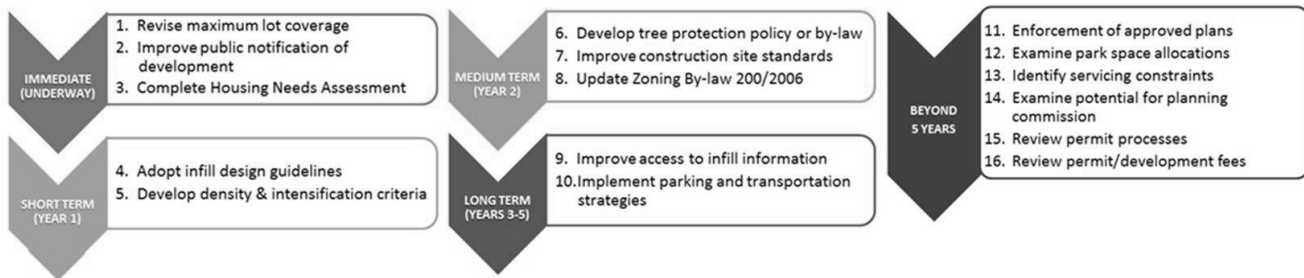 IMMEDIATE
(UNDERWAY)
1. Revise maximum lot coverage
2. Improve public notification of
development
3. Complete Housing Needs Assessment
SHORT TERM
(YEAR 1)
4. Adopt infill design guidelines
5. Develop density & intensification criteria
MEDIUM TERM
(YEAR 2)
6. Develop tree protection policy or by-law
7. Improve construction site standards
8. Update Zoning By-law 200/2006
LONG TERM
(YEARS 3-5)
9. Improve access to infill information
10. Implement parking and transportation
strategies
BEYOND
5 YEARS
11. Enforcement of approved plans
12. Examine park space allocations
13. Identify servicing constraints
14. Examine potential for planning
commission
15. Review permit processes
16. Review permit/development fees